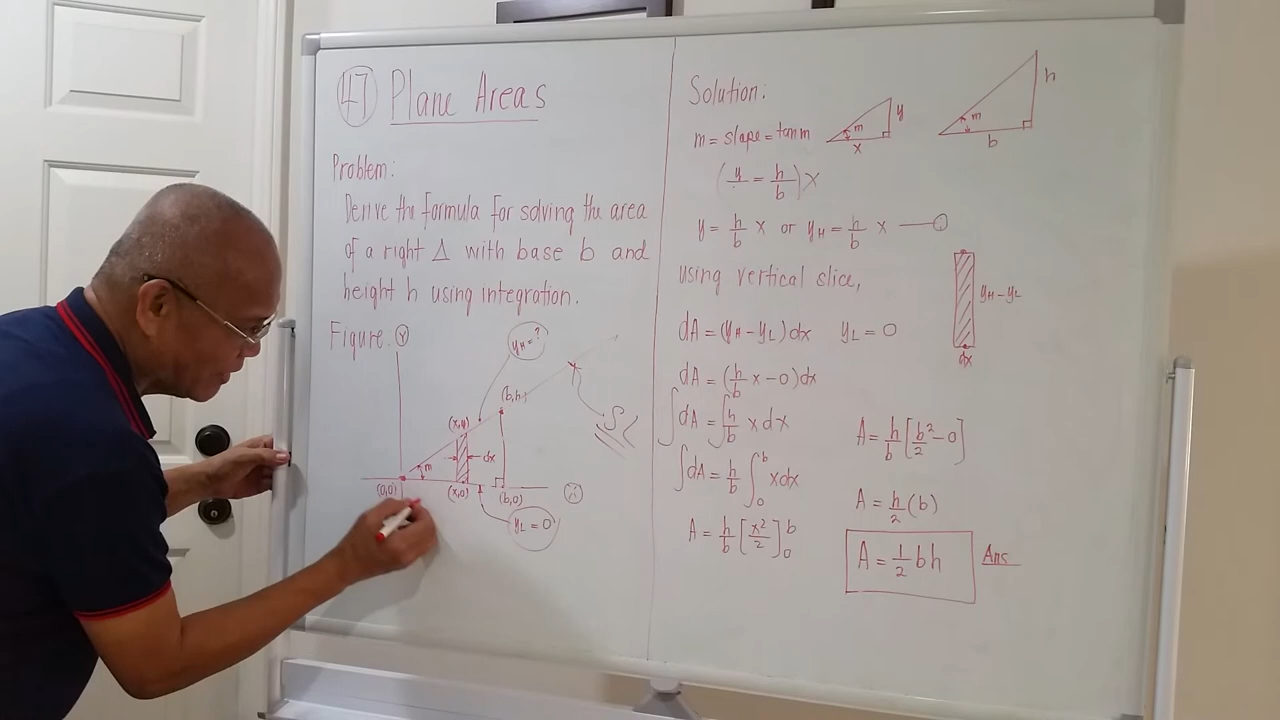 47 Plane Areas
Problem:
Derive the formula for solving the area
of a right Δ with base b and
height h using integration.
Figure:
Y
yH=?
(b,h)
(x,y)
S
dx
m
(0,0)
(x,0)
(b,0)
X
yL = 0
Solution:
m = slope = tan m
m
y
x
m
h
b
(y/b = h/b)x
y = h/b x or yH = h/b x — 1
using vertical slice,
yH - yL
dx
dA = (yH - yL)dx yL = 0
dA = (h/b x - 0)dx
∫dA = ∫h/b x dx
∫dA = h/b ∫₀ᵇ xdx
A = h/b [x²/2]₀ᵇ
A = h/b [b²/2 - 0]
A = h/2 (b)
A = 1/2 bh Ans